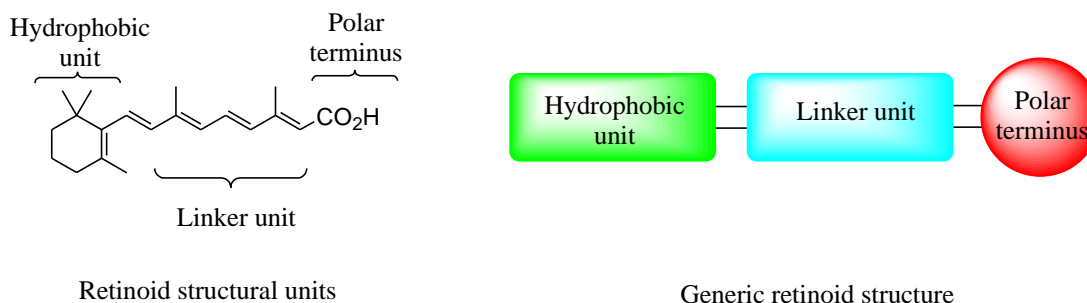 Hydrophobic
unit
Polar
terminus
CO2H
Linker unit
Retinoid structural units
Hydrophobic
unit
Linker unit
Polar
terminus
Generic retinoid structure